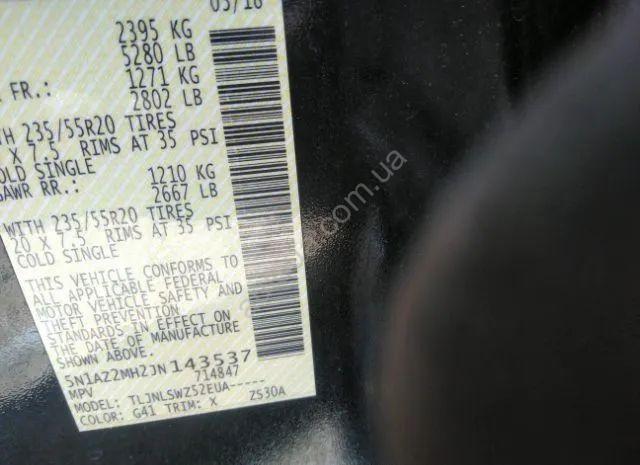 05/18
2395 KG
5280 LB
FR.: 1271 KG
2802 LB
235/55R20 TIRES
X 7.5 RIMS AT 35 PSI
COLD SINGLE
GAWR RR.: 1210 KG
2667 LB
WITH 235/55R20 TIRES
20 X 7.5 RIMS AT 35 PSI
COLD SINGLE
THIS VEHICLE CONFORMS TO
ALL APPLICABLE FEDERAL
MOTOR VEHICLE SAFETY AND
THEFT PREVENTION
STANDARDS IN EFFECT ON
THE DATE OF MANUFACTURE
SHOWN ABOVE.
5N1AZ2MH2JN143537
MPV 714847
MODEL: TLJNLSWZ52EUA-----
COLOR: G41 TRIM: X Z530A
.com.ua